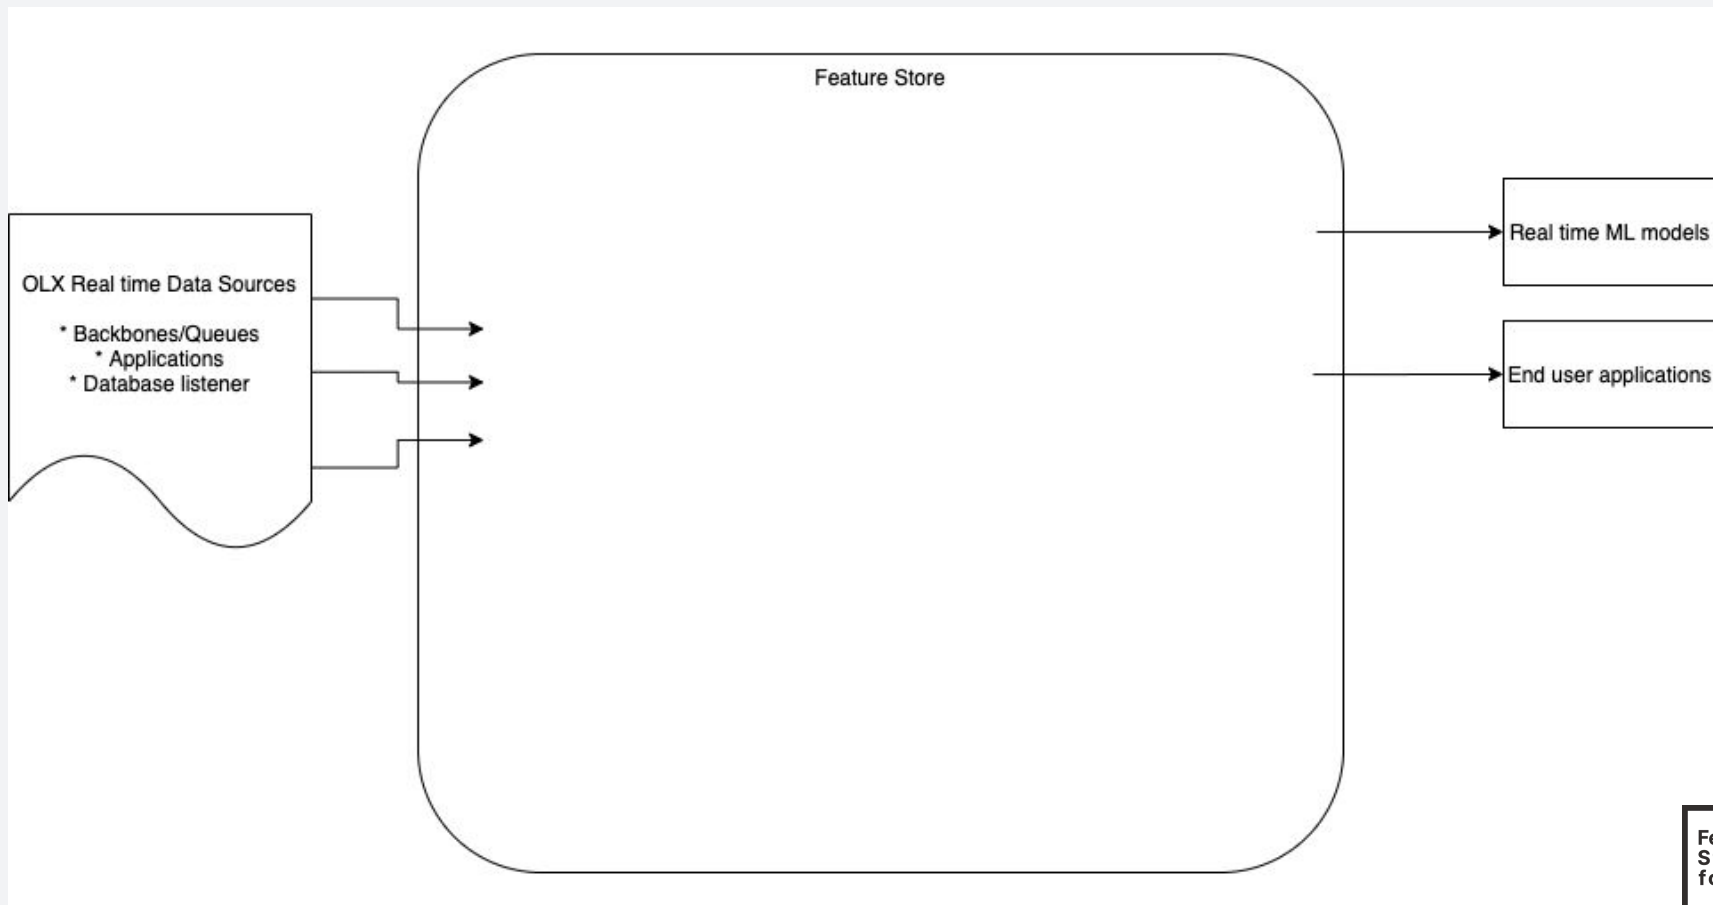 Feature Store
OLX Real time Data Sources
* Backbones/Queues
* Applications
* Database listener
Real time ML models
End user applications